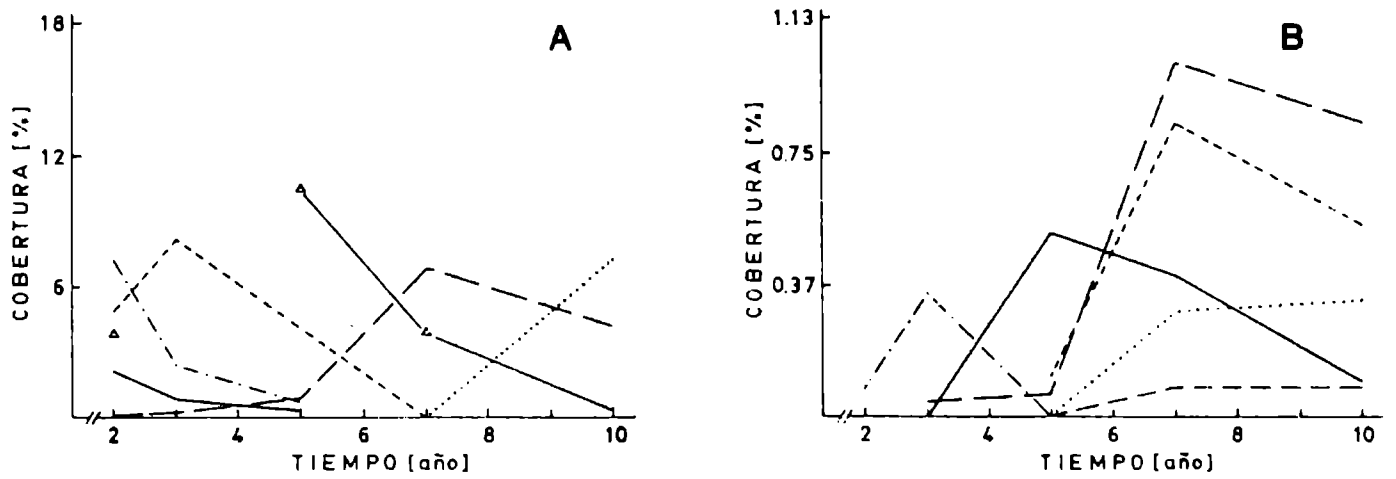 A
COBERTURA [%]
18
12
6
2 4 6 8 10
TIEMPO [año]
B
COBERTURA [%]
1.13
0.75
0.37
2 4 6 8 10
TIEMPO [año]